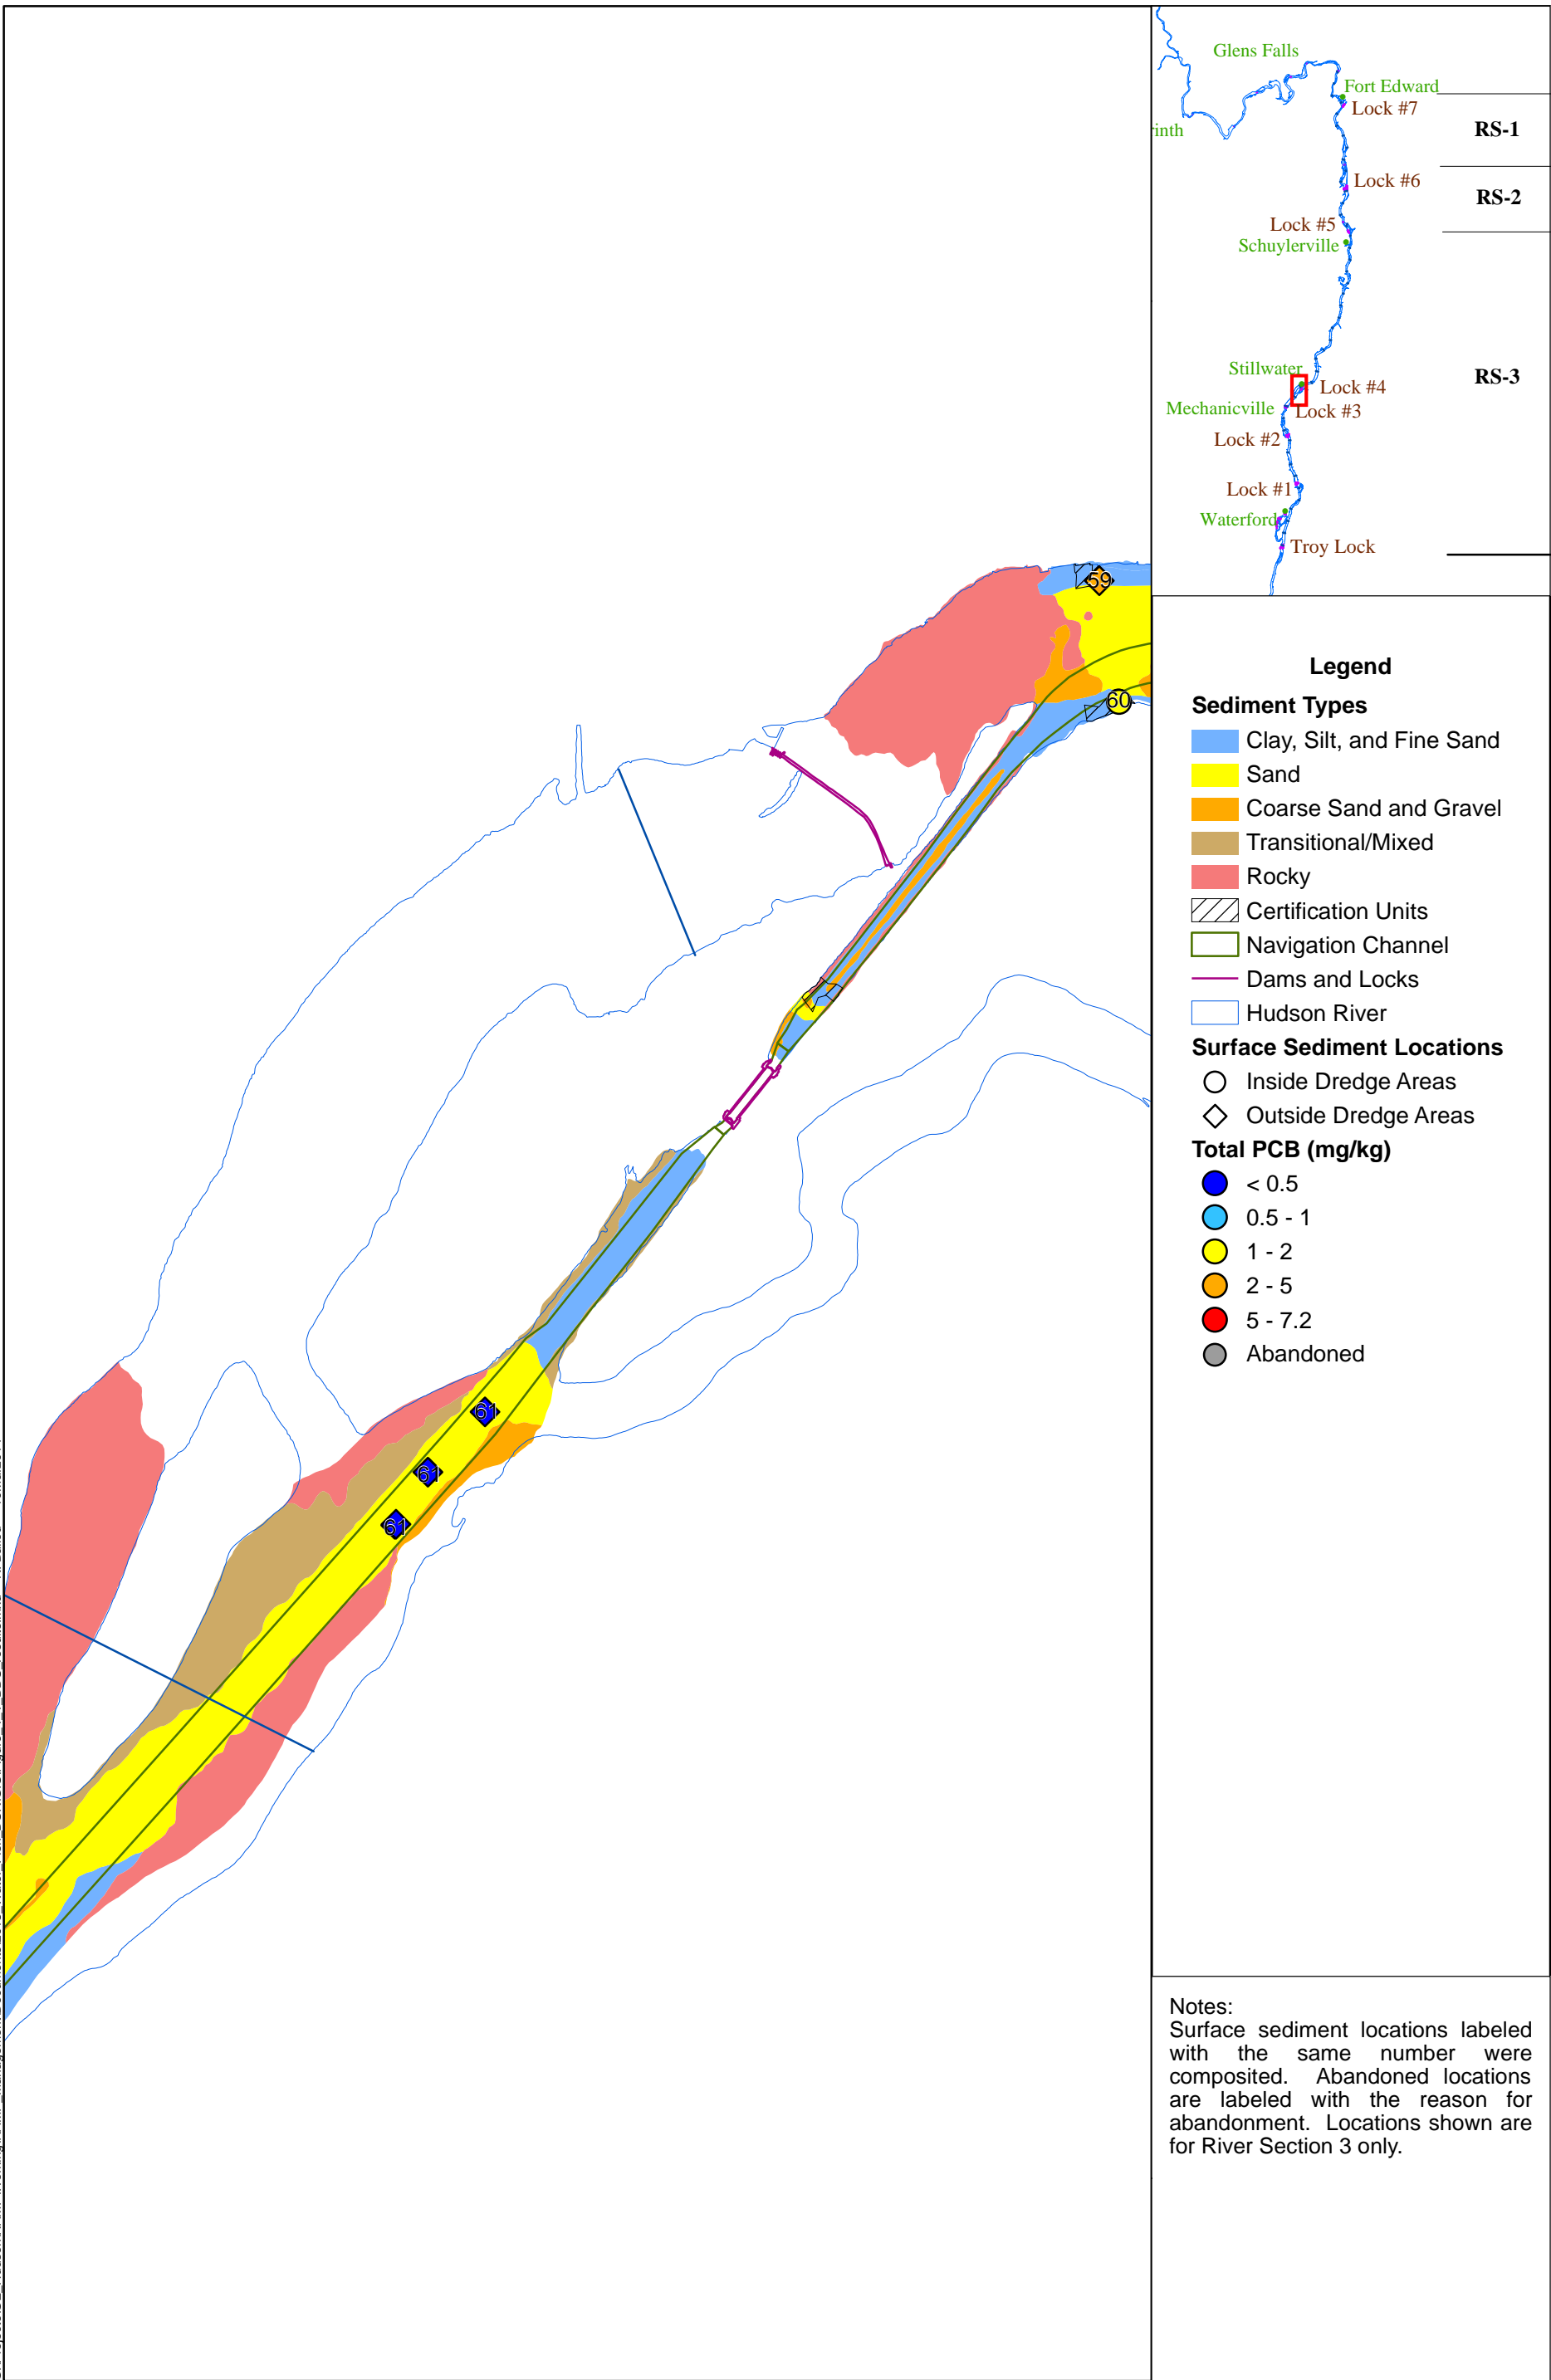 Glens Falls
Fort Edward
Lock #7
RS-1
rinth
Lock #6
RS-2
Lock #5
Schuylerville
Stillwater
Lock #4
RS-3
Mechanicville
Lock #3
Lock #2
Lock #1
Waterford
Troy Lock
59
60
61
61
61
Legend
Sediment Types
Clay, Silt, and Fine Sand
Sand
Coarse Sand and Gravel
Transitional/Mixed
Rocky
Certification Units
Navigation Channel
Dams and Locks
Hudson River
Surface Sediment Locations
Inside Dredge Areas
Outside Dredge Areas
Total PCB (mg/kg)
< 0.5
0.5 - 1
1 - 2
2 - 5
5 - 7.2
Abandoned
Notes:
Surface sediment locations labeled
with the same number were
composited. Abandoned locations
are labeled with the reason for
abandonment. Locations shown are
for River Section 3 only.